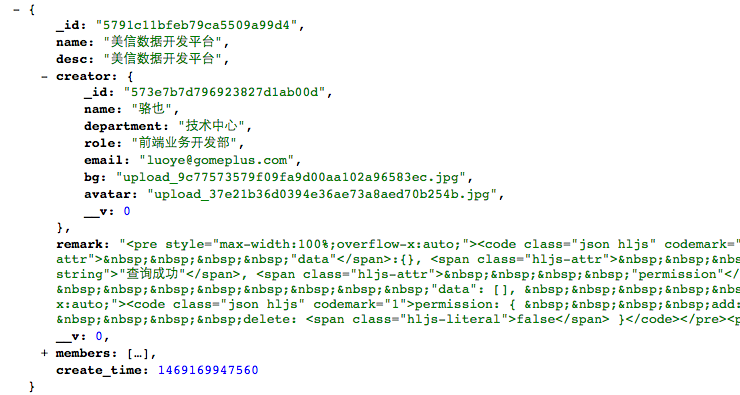 - {
_id: "5791c11bfeb79ca5509a99d4",
name: "美信数据开发平台",
desc: "美信数据开发平台",
- creator: {
_id: "573e7b7d796923827d1ab00d",
name: "骆也",
department: "技术中心",
role: "前端业务开发部",
email: "luoye@gomeplus.com",
bg: "upload_9c77573579f09fa9d00aa102a96583ec.jpg",
avatar: "upload_37e21b36d0394e36ae73a8aed70b254b.jpg",
__v: 0
},
remark: "<pre style="max-width:100%;overflow-x:auto;"><code class="json hljs" codemark="
attr">&nbsp;&nbsp;&nbsp;&nbsp;"data"</span>:{}, <span class="hljs-attr">&nbsp;&nbsp;&nbs
string">"查询成功"</span>, <span class="hljs-attr">&nbsp;&nbsp;&nbsp;&nbsp;"permission"</
&nbsp;&nbsp;&nbsp;&nbsp;&nbsp;&nbsp;&nbsp;&nbsp;"data": [], &nbsp;&nbsp;&nbsp;&nbsp;&nbs
x:auto;"><code class="json hljs" codemark="1">permission: { &nbsp;&nbsp;&nbsp;&nbsp;add:
&nbsp;&nbsp;&nbsp;&nbsp;delete: <span class="hljs-literal">false</span> }</code></pre><p
__v: 0,
+ members: […],
create_time: 1469169947560
}